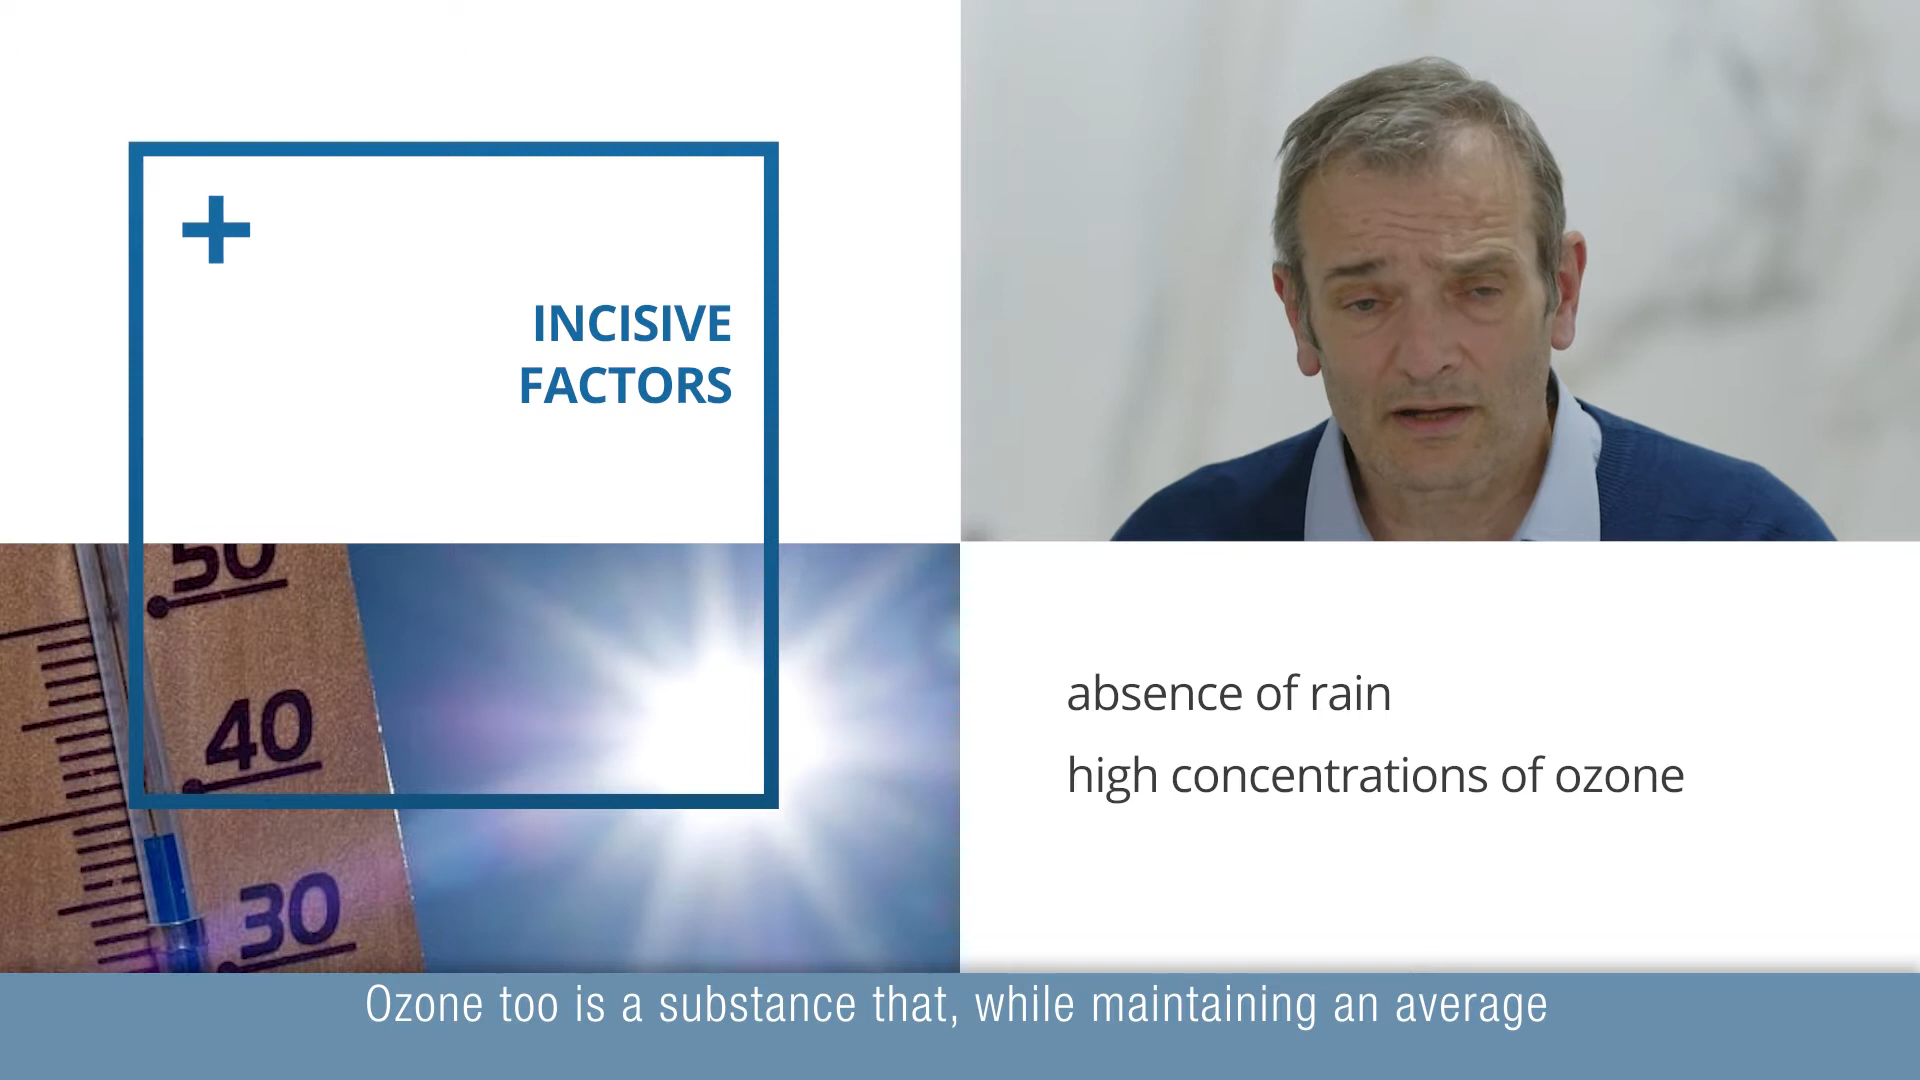 INCISIVE
FACTORS
50
40
30
absence of rain
high concentrations of ozone
Ozone too is a substance that, while maintaining an average